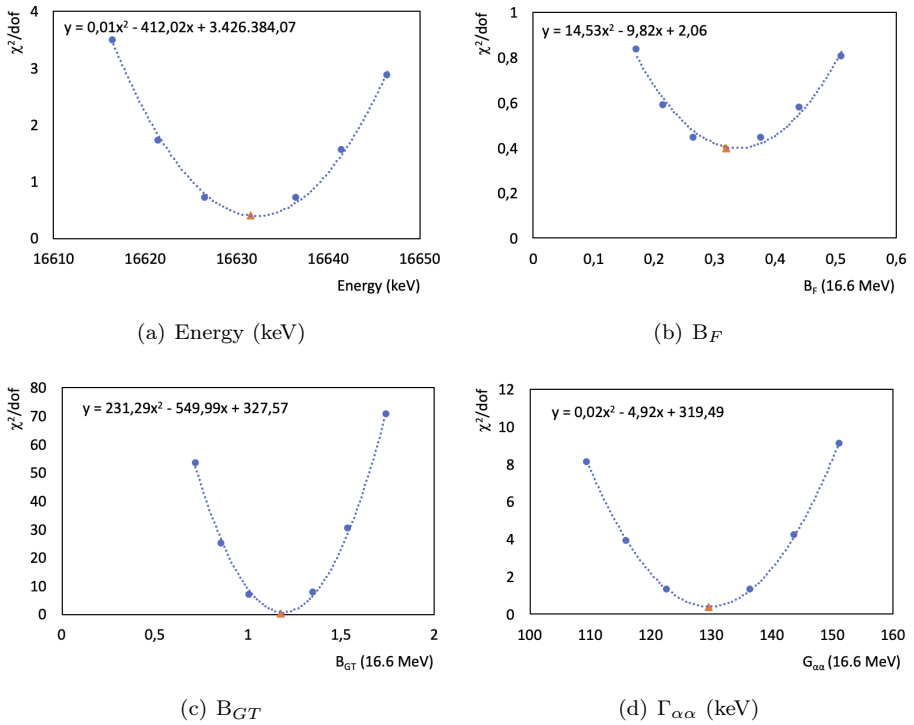 y = 0,01x² - 412,02x + 3.426.384,07
χ²/dof
4
3
2
1
0
16610 16620 16630 16640 16650
Energy (keV)
(a) Energy (keV)
y = 14,53x² - 9,82x + 2,06
χ²/dof
1
0,8
0,6
0,4
0,2
0
0 0,1 0,2 0,3 0,4 0,5 0,6
B_F (16.6 MeV)
(b) B_F
y = 231,29x² - 549,99x + 327,57
χ²/dof
80
70
60
50
40
30
20
10
0
0 0,5 1 1,5 2
B_GT (16.6 MeV)
(c) B_GT
y = 0,02x² - 4,92x + 319,49
χ²/dof
12
10
8
6
4
2
0
100 110 120 130 140 150 160
G_αα (16.6 MeV)
(d) Γ_αα (keV)